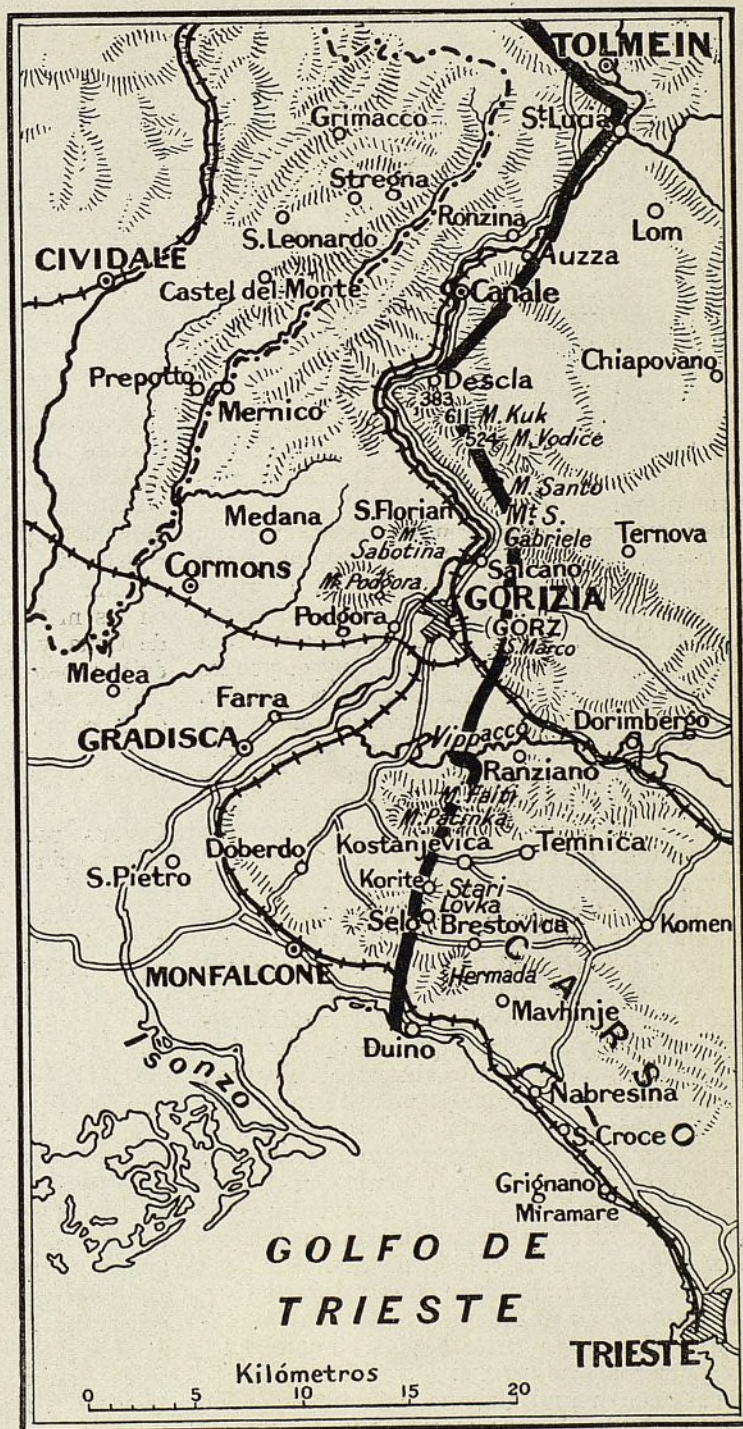 TOLMEIN
Grimacco
St Lucia
Stregna
Ronzina
Lom
S. Leonardo
CIVIDALE
Auzza
Castel del Monte
Canale
Chiapovano
Prepotto
Descla
Mernico
383
611 M. Kuk
524 M. Vodice
M. Santo
S. Florian
Mt S.
Gabriele
Medana
M.
Sabotina
Ternova
Cormons
Salcano
M. Podgora.
GORIZIA
(GÖRZ)
Podgora
S. Marco
Medea
Farra
GRADISCA
Vippacco
Dorimbergo
Ranziano
M. Faiti
M. Patinka
Doberdo
Kostanjevica
Temnica
S. Pietro
Korite
Stari
Lovka
Selo
Brestovica
Komen
CARSO
MONFALCONE
Hermada
Mavhinje
Duino
Isonzo
Nabresina
S. Croce
Grignano
Miramare
GOLFO DE
TRIESTE
TRIESTE
Kilómetros
0 5 10 15 20